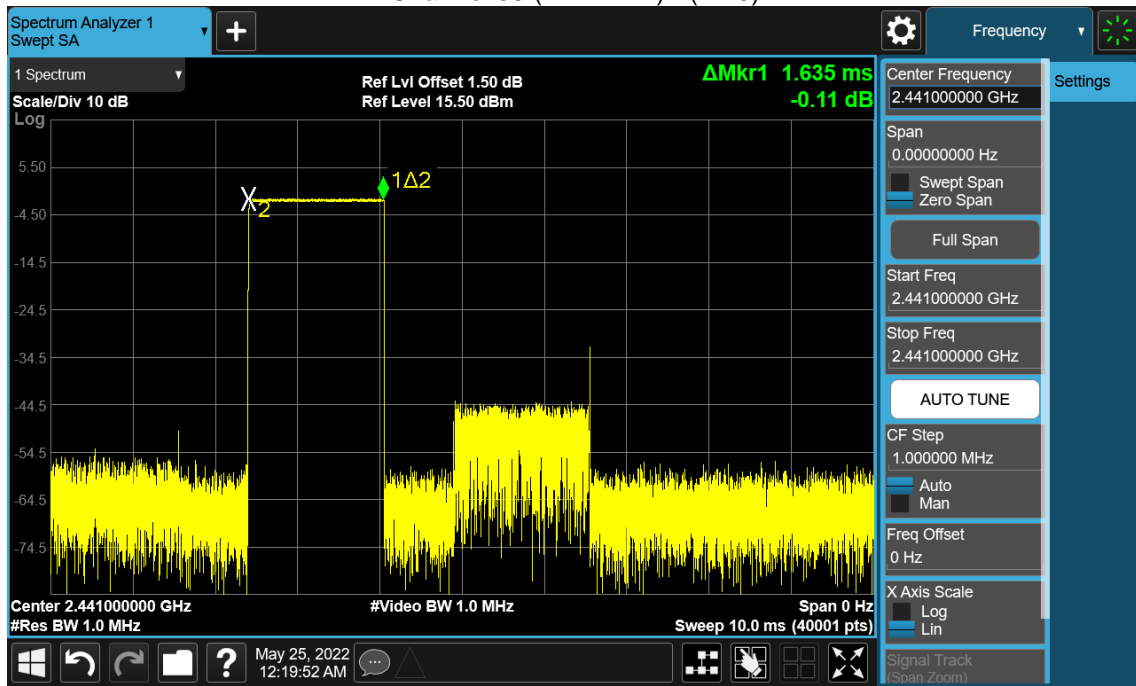 Spectrum Analyzer 1
Swept SA
+
Frequency
1 Spectrum
Scale/Div 10 dB
Log
Ref Lvl Offset 1.50 dB
Ref Level 15.50 dBm
ΔMkr1 1.635 ms
-0.11 dB
5.50
-4.50
-14.5
-24.5
-34.5
-44.5
-54.5
-64.5
-74.5
X2
1Δ2
Center 2.441000000 GHz
#Res BW 1.0 MHz
#Video BW 1.0 MHz
Span 0 Hz
Sweep 10.0 ms (40001 pts)
Center Frequency
2.441000000 GHz
Settings
Span
0.00000000 Hz
Swept Span
Zero Span
Full Span
Start Freq
2.441000000 GHz
Stop Freq
2.441000000 GHz
AUTO TUNE
CF Step
1.000000 MHz
Auto
Man
Freq Offset
0 Hz
X Axis Scale
Log
Lin
Signal Track
(Span Zoom)
?
May 25, 2022
12:19:52 AM